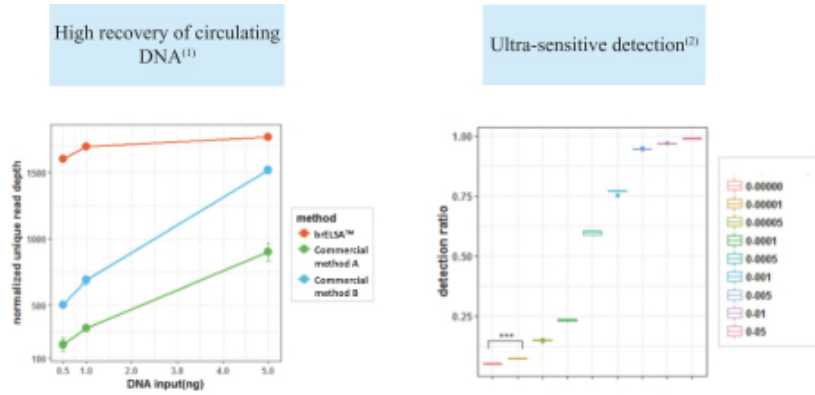 High recovery of circulating
DNA(1)
Ultra-sensitive detection(2)
normalized unique read depth
1500
1000
500
100
0.5
1.0
2.0
3.0
4.0
5.0
DNA input(ng)
method
brELSA™
Commercial
method A
Commercial
method B
detection ratio
1.00
0.75
0.50
0.25
***
0-00000
0-00001
0-00005
0-0001
0-0005
0-001
0-005
0-01
0-05